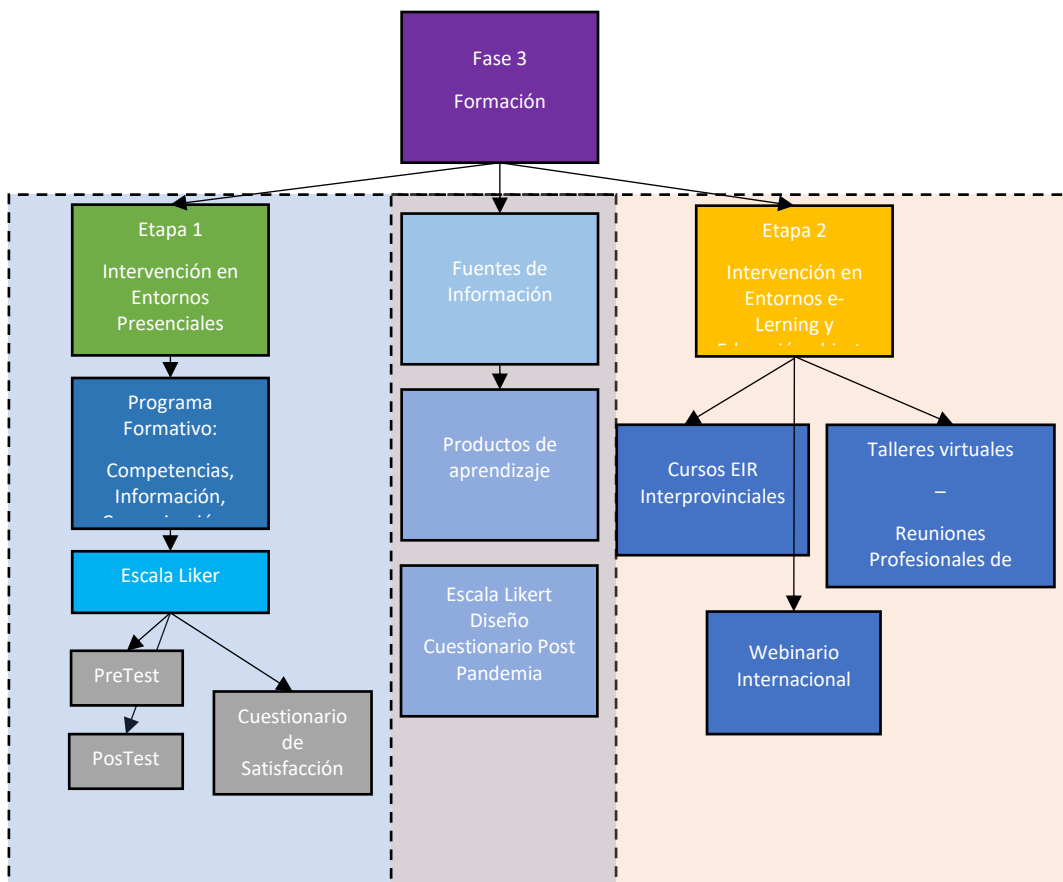 Fase 3
Formación
Etapa 1
Intervención en
Entornos
Presenciales
Programa
Formativo:
Competencias,
Información,
Escala Liker
PreTest
PosTest
Cuestionario
de
Satisfacción
Fuentes de
Información
Productos de
aprendizaje
Escala Likert
Diseño
Cuestionario Post
Pandemia
Etapa 2
Intervención en
Entornos e-
Lerning y
Cursos EIR
Interprovinciales
Talleres virtuales
–
Reuniones
Profesionales de
Webinario
Internacional